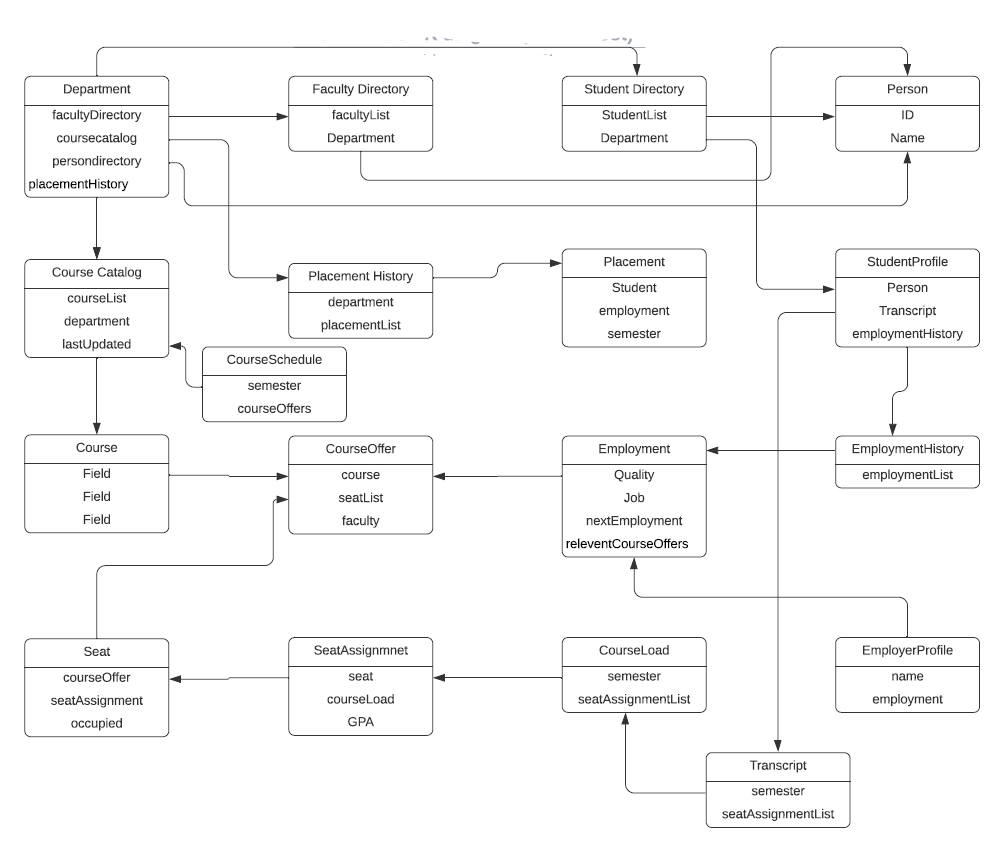 Department
facultyDirectory
coursecatalog
persondirectory
placementHistory
Faculty Directory
facultyList
Department
Student Directory
StudentList
Department
Person
ID
Name
Course Catalog
courseList
department
lastUpdated
Placement History
department
placementList
Placement
Student
employment
semester
StudentProfile
Person
Transcript
employmentHistory
CourseSchedule
semester
courseOffers
Course
Field
Field
Field
CourseOffer
course
seatList
faculty
Employment
Quality
Job
nextEmployment
releventCourseOffers
EmploymentHistory
employmentList
Seat
courseOffer
seatAssignment
occupied
SeatAssignmnet
seat
courseLoad
GPA
CourseLoad
semester
seatAssignmentList
EmployerProfile
name
employment
Transcript
semester
seatAssignmentList